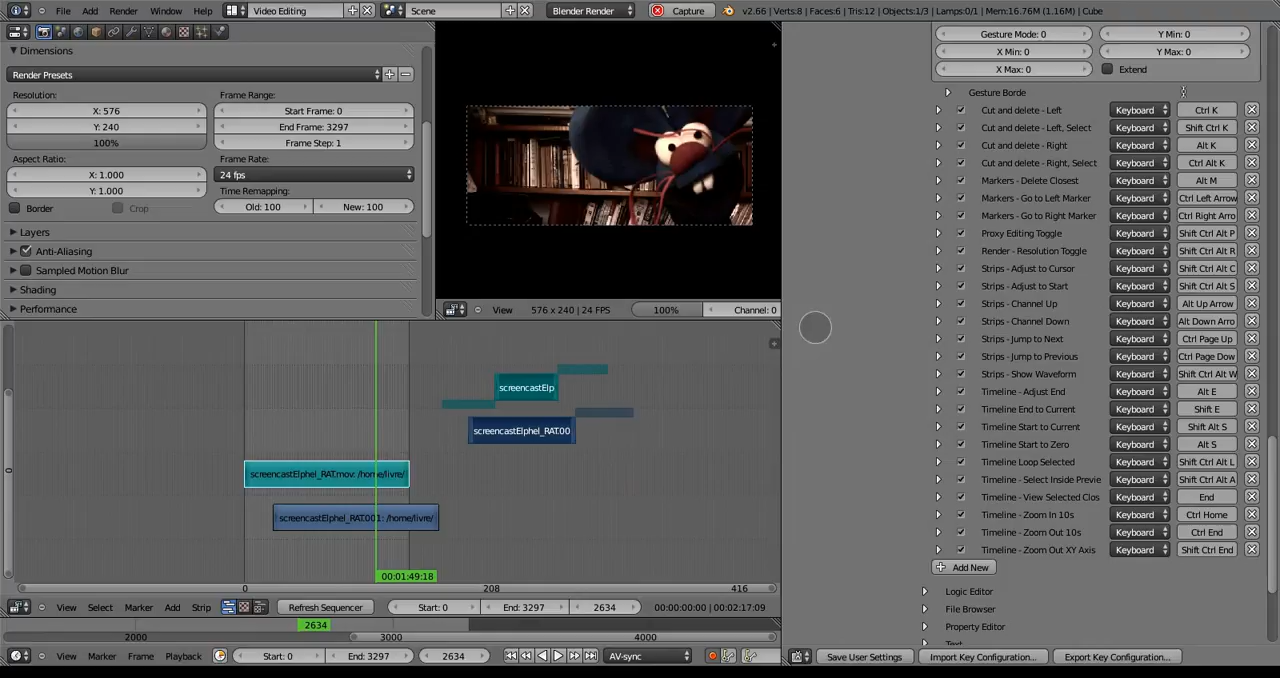 File Add Render Window Help Video Editing Scene Blender Render Capture v2.66 | Verts:8 | Faces:6 | Tris:12 | Objects:1/3 | Lamps:0/1 | Mem:16.76M (1.16M) | Cube
Dimensions
Render Presets
Resolution:
X: 576
Y: 240
100%
Aspect Ratio:
X: 1.000
Y: 1.000
Border Crop
Frame Range:
Start Frame: 0
End Frame: 3297
Frame Step: 1
Frame Rate:
24 fps
Time Remapping:
Old: 100 New: 100
Layers
Anti-Aliasing
Sampled Motion Blur
Shading
Performance
View 576 x 240 | 24 FPS 100% Channel: 0
screencastElp
screencastElphel_RAT.00
screencastElphel_RAT.mov: /home/livre/
screencastElphel_RAT.001: /home/livre/
00:01:49:18
0 208 416
0
View Select Marker Add Strip Refresh Sequencer Start: 0 End: 3297 2634 00:00:00:00 | 00:02:17:09
2634
2000 3000 4000
View Marker Frame Playback Start: 0 End: 3297 2634 AV-sync
Gesture Mode: 0 Y Min: 0
X Min: 0 Y Max: 0
X Max: 0 Extend
Gesture Borde
Cut and delete - Left Keyboard Ctrl K
Cut and delete - Left, Select Keyboard Shift Ctrl K
Cut and delete - Right Keyboard Alt K
Cut and delete - Right, Select Keyboard Ctrl Alt K
Markers - Delete Closest Keyboard Alt M
Markers - Go to Left Marker Keyboard Ctrl Left Arrow
Markers - Go to Right Marker Keyboard Ctrl Right Arro
Proxy Editing Toggle Keyboard Shift Ctrl Alt P
Render - Resolution Toggle Keyboard Shift Ctrl Alt R
Strips - Adjust to Cursor Keyboard Shift Ctrl Alt C
Strips - Adjust to Start Keyboard Shift Ctrl Alt S
Strips - Channel Up Keyboard Alt Up Arrow
Strips - Channel Down Keyboard Alt Down Arro
Strips - Jump to Next Keyboard Ctrl Page Up
Strips - Jump to Previous Keyboard Ctrl Page Dow
Strips - Show Waveform Keyboard Shift Ctrl Alt W
Timeline - Adjust End Keyboard Alt E
Timeline End to Current Keyboard Shift E
Timeline Start to Current Keyboard Shift Alt S
Timeline Start to Zero Keyboard Alt S
Timeline Loop Selected Keyboard Shift Ctrl Alt L
Timeline - Select Inside Previe Keyboard Shift Ctrl Alt A
Timeline - View Selected Clos Keyboard End
Timeline - Zoom In 10s Keyboard Ctrl Home
Timeline - Zoom Out 10s Keyboard Ctrl End
Timeline - Zoom Out XY Axis Keyboard Shift Ctrl End
Add New
Logic Editor
File Browser
Property Editor
Text
Save User Settings Import Key Configuration... Export Key Configuration...